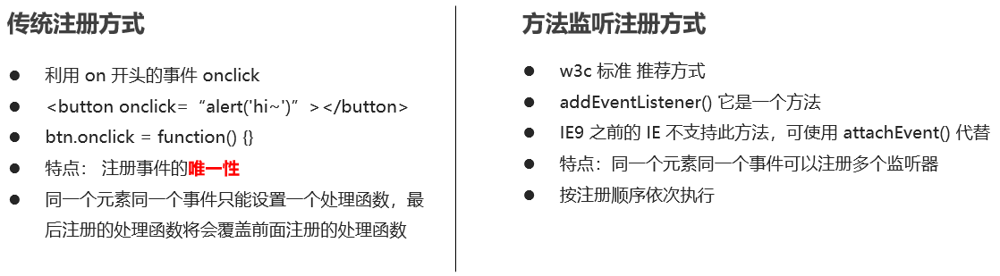 传统注册方式
● 利用 on 开头的事件 onclick
● <button onclick=“alert('hi~')”></button>
● btn.onclick = function() {}
● 特点： 注册事件的唯一性
● 同一个元素同一个事件只能设置一个处理函数，最
后注册的处理函数将会覆盖前面注册的处理函数
方法监听注册方式
● w3c 标准 推荐方式
● addEventListener() 它是一个方法
● IE9 之前的 IE 不支持此方法，可使用 attachEvent() 代替
● 特点：同一个元素同一个事件可以注册多个监听器
● 按注册顺序依次执行